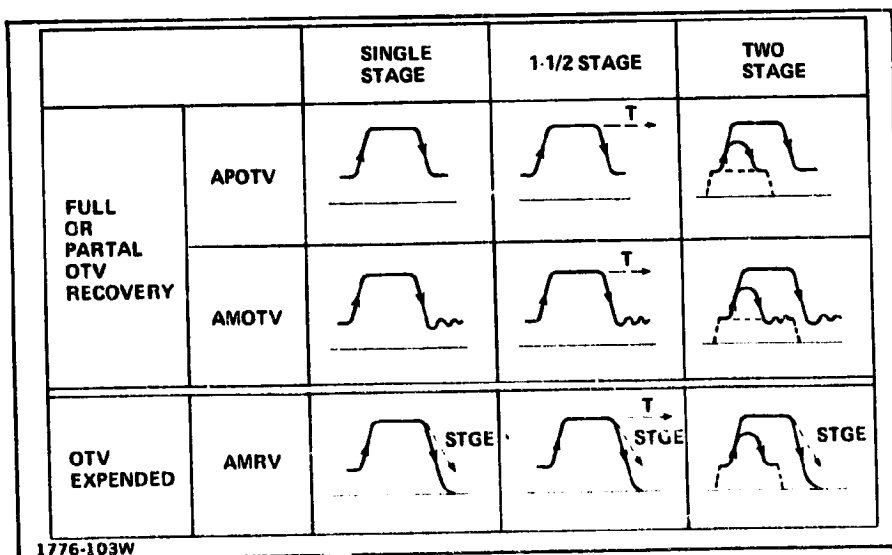 SINGLE
STAGE
1-1/2 STAGE
TWO
STAGE
FULL
OR
PARTAL
OTV
RECOVERY
APOTV
T
AMOTV
T
OTV
EXPENDED
AMRV
STGE
T
STGE
STGE
1776-103W